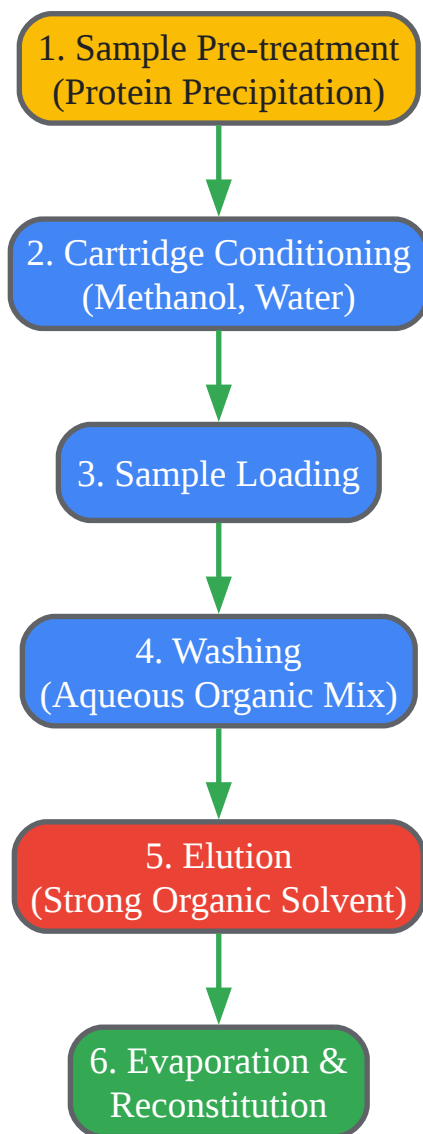 1. Sample Pre-treatment
(Protein Precipitation)
2. Cartridge Conditioning
(Methanol, Water)
3. Sample Loading
4. Washing
(Aqueous Organic Mix)
5. Elution
(Strong Organic Solvent)
6. Evaporation &
Reconstitution